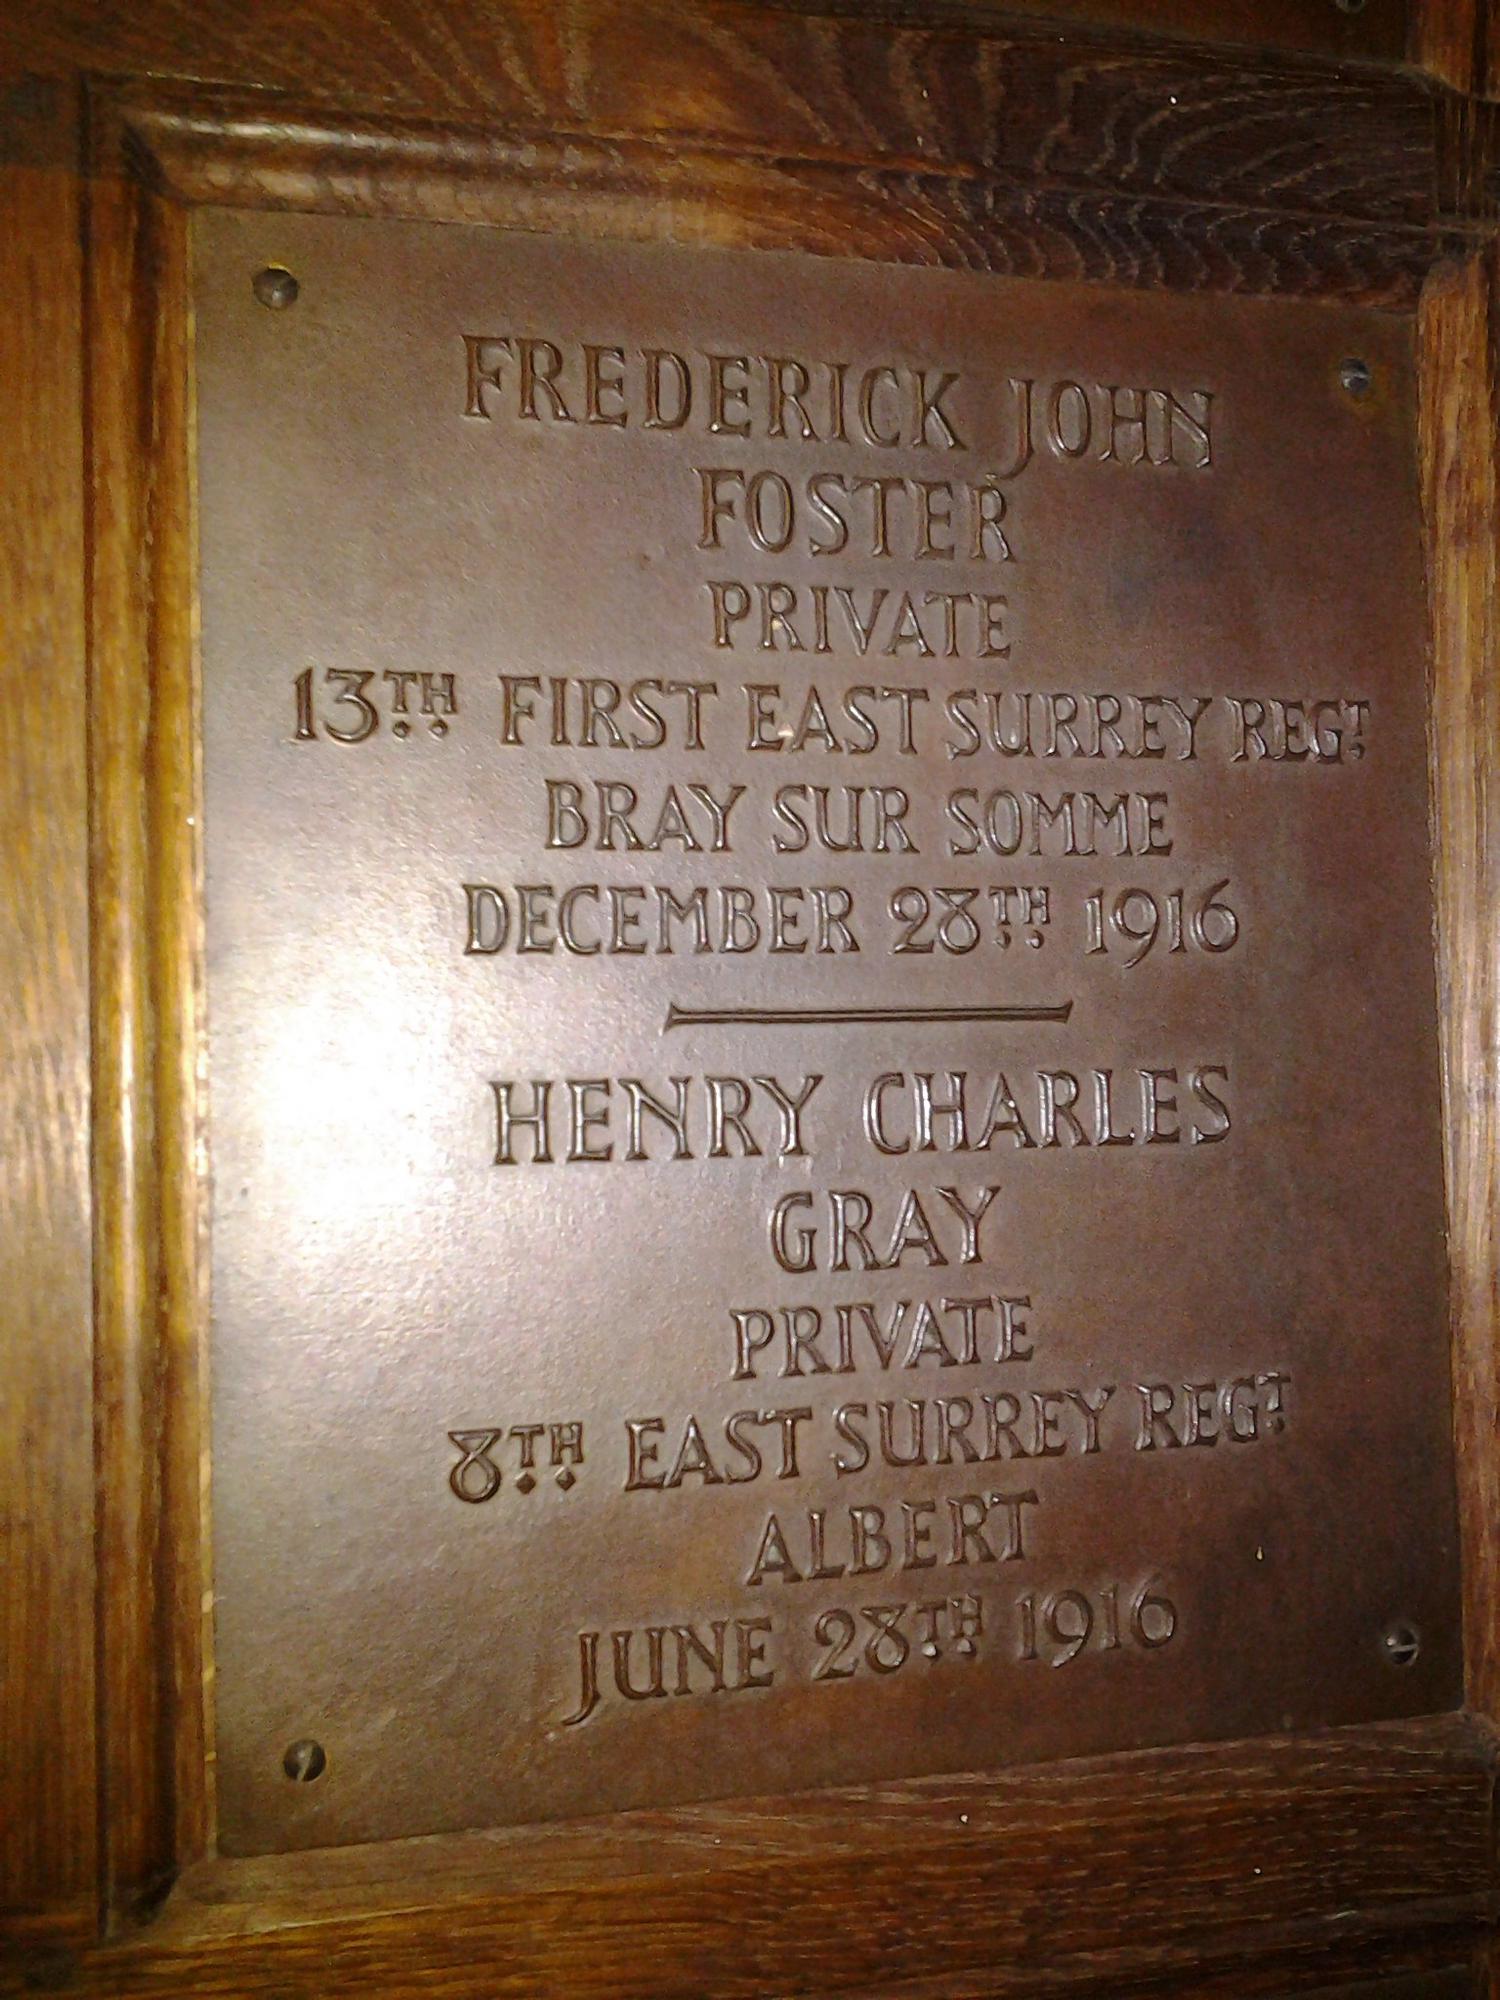 FREDERICK JOHN
FOSTER
PRIVATE
13TH FIRST EAST SURREY REGT
BRAY SUR SOMME
DECEMBER 28TH 1916
HENRY CHARLES
GRAY
PRIVATE
8TH EAST SURREY REGT
ALBERT
JUNE 28TH 1916